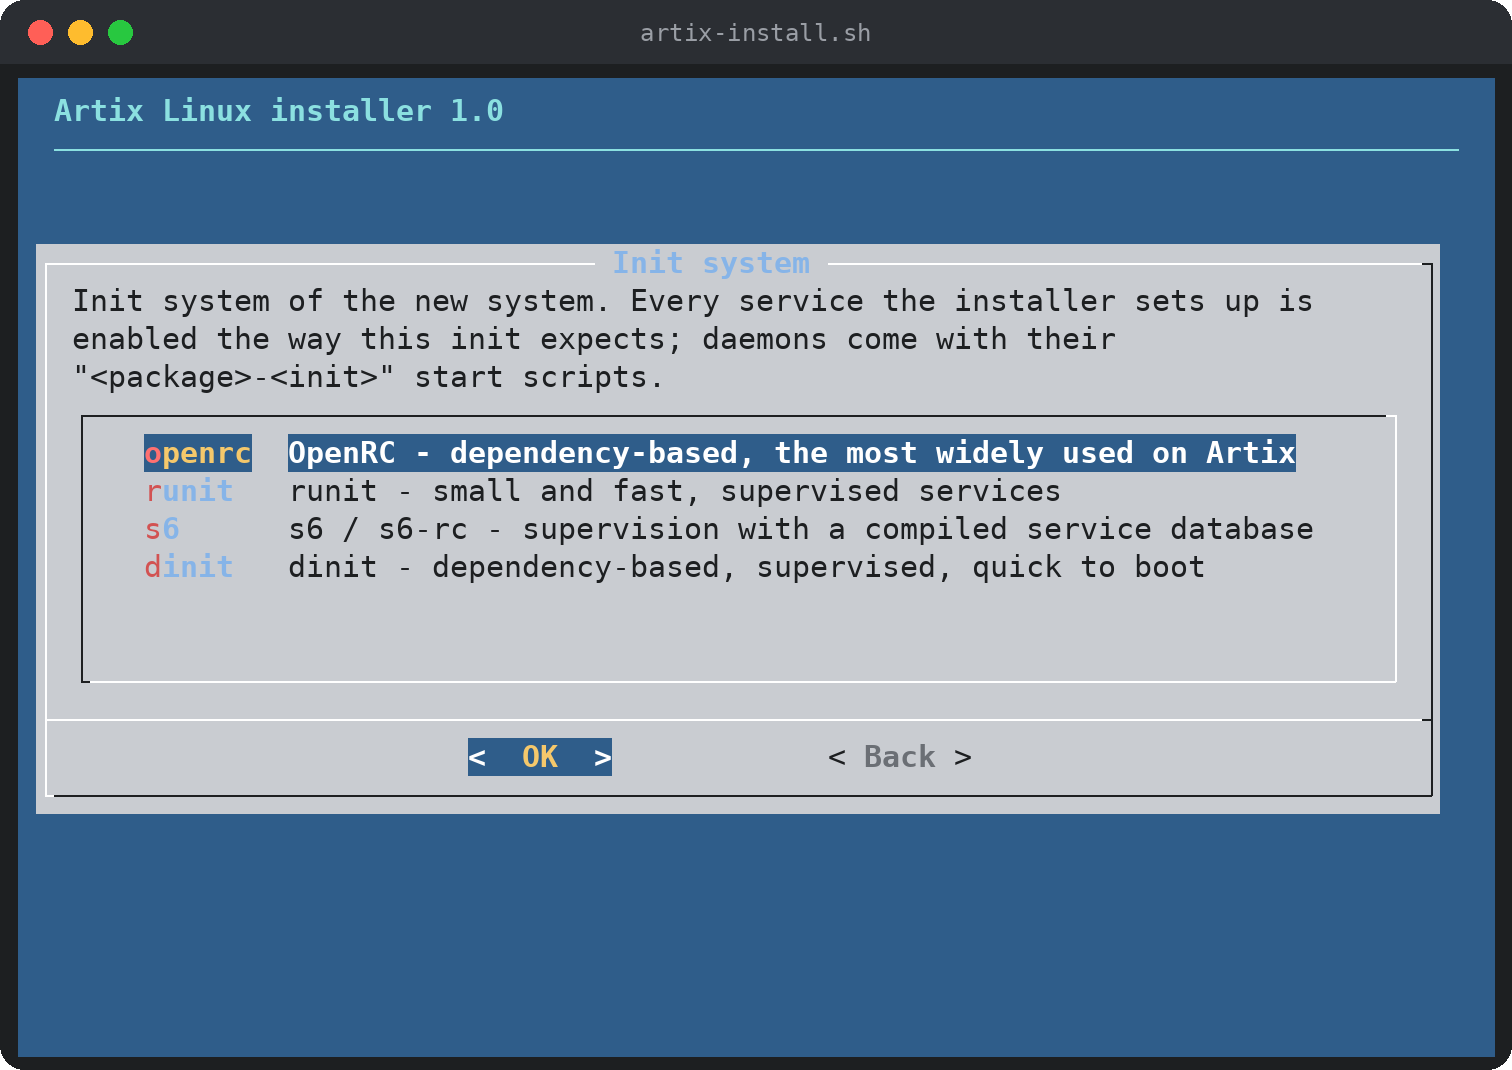 artix-install.sh
Artix Linux installer 1.0
Init system
Init system of the new system. Every service the installer sets up is
enabled the way this init expects; daemons come with their
"<package>-<init>" start scripts.
openrc  OpenRC - dependency-based, the most widely used on Artix
runit   runit - small and fast, supervised services
s6      s6 / s6-rc - supervision with a compiled service database
dinit   dinit - dependency-based, supervised, quick to boot
<  OK  >            < Back >